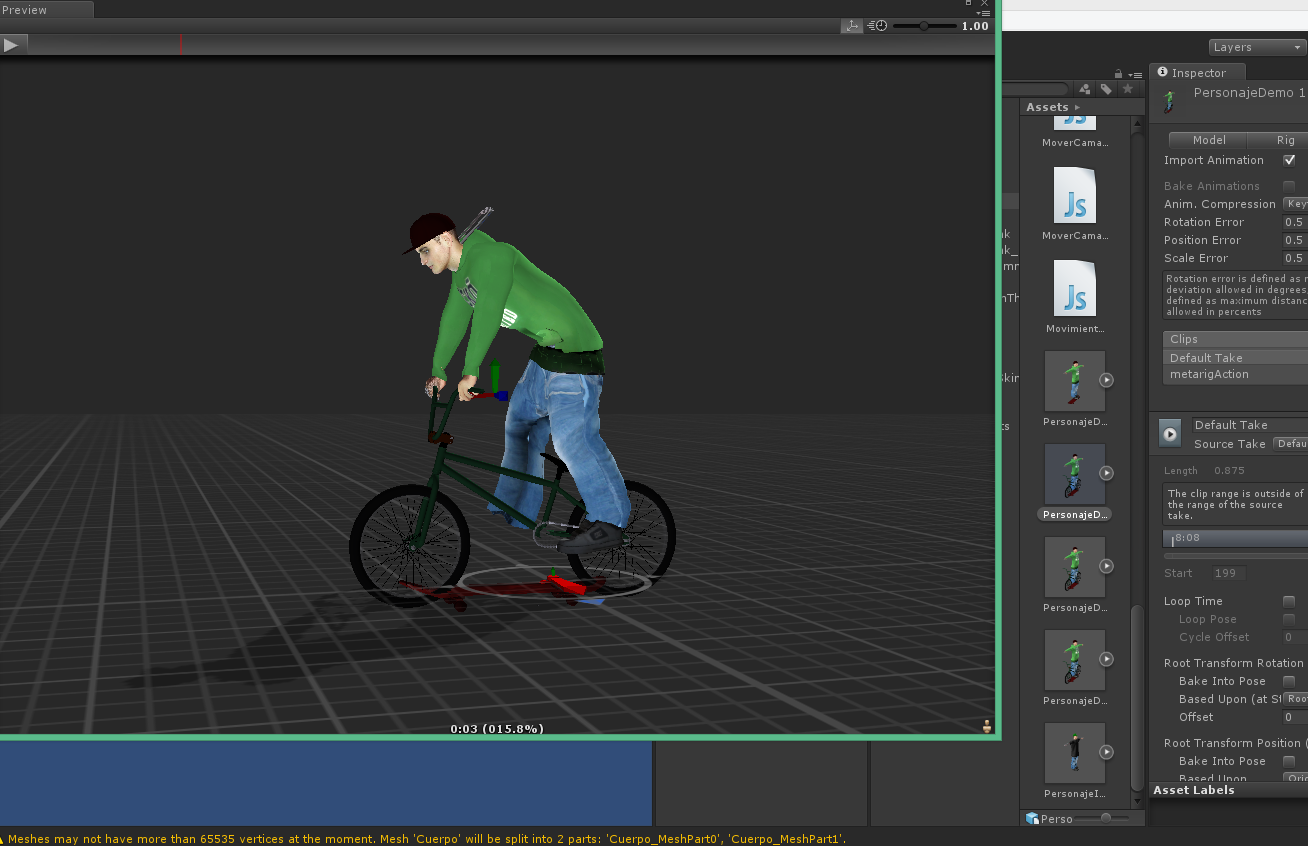 Preview
1.00
0:03 (015.8%)
Layers
Assets
MoverCama...
Js
MoverCama...
Js
Movimient...
PersonajeD...
PersonajeD...
PersonajeD...
PersonajeD...
PersonajeI...
Perso
Inspector
PersonajeDemo 1
Model
Rig
Import Animation
Bake Animations
Anim. Compression
Key
Rotation Error
0.5
Position Error
0.5
Scale Error
0.5
Rotation error is defined as
deviation allowed in degrees
defined as maximum distanc
allowed in percents
Clips
Default Take
metarigAction
Default Take
Source Take
Defau
Length
0.875
The clip range is outside of
the range of the source
take.
8:08
Start
199
Loop Time
Loop Pose
Cycle Offset
0
Root Transform Rotation
Bake Into Pose
Based Upon (at St
Roo
Offset
0
Root Transform Position (
Bake Into Pose
Based Upon
Orig
Asset Labels
Meshes may not have more than 65535 vertices at the moment. Mesh 'Cuerpo' will be split into 2 parts: 'Cuerpo_MeshPart0', 'Cuerpo_MeshPart1'.